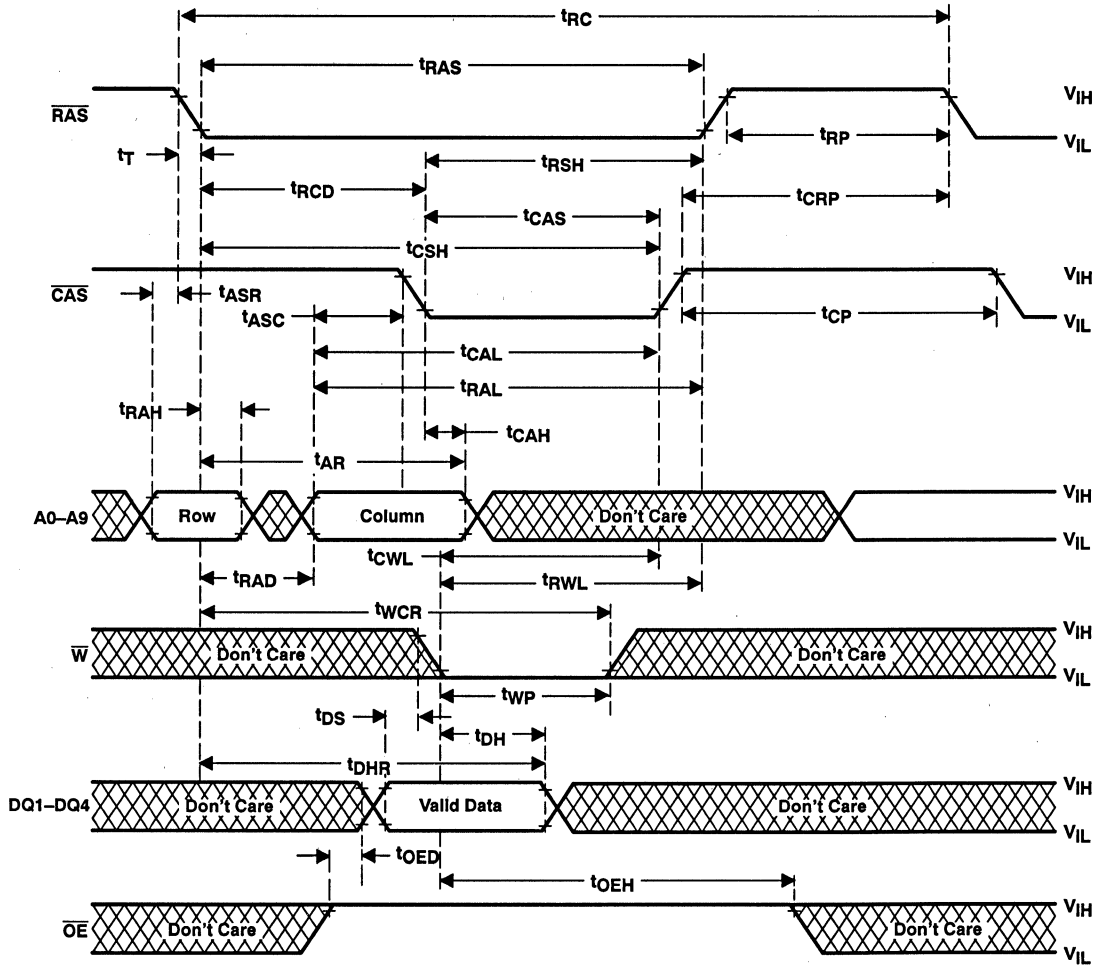 tRC
tRAS
RAS
VIH
VIL
tRP
tT
tRSH
tRCD
tCRP
tCAS
tCSH
CAS
VIH
VIL
tASR
tASC
tCP
tCAL
tRAL
tRAH
tCAH
tAR
A0–A9
Row
Column
Don't Care
VIH
VIL
tCWL
tRAD
tRWL
tWCR
W
Don't Care
Don't Care
VIH
VIL
tWP
tDS
tDH
tDHR
DQ1–DQ4
Don't Care
Valid Data
Don't Care
VIH
VIL
tOED
tOEH
OE
Don't Care
Don't Care
VIH
VIL